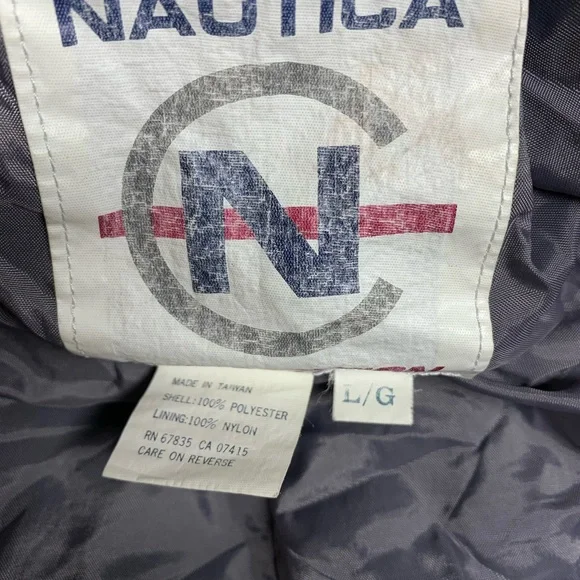 NAUTICA
N
MADE IN TAIWAN
SHELL:100% POLYESTER
LINING:100% NYLON
RN 67835 CA 07415
CARE ON REVERSE
L/G